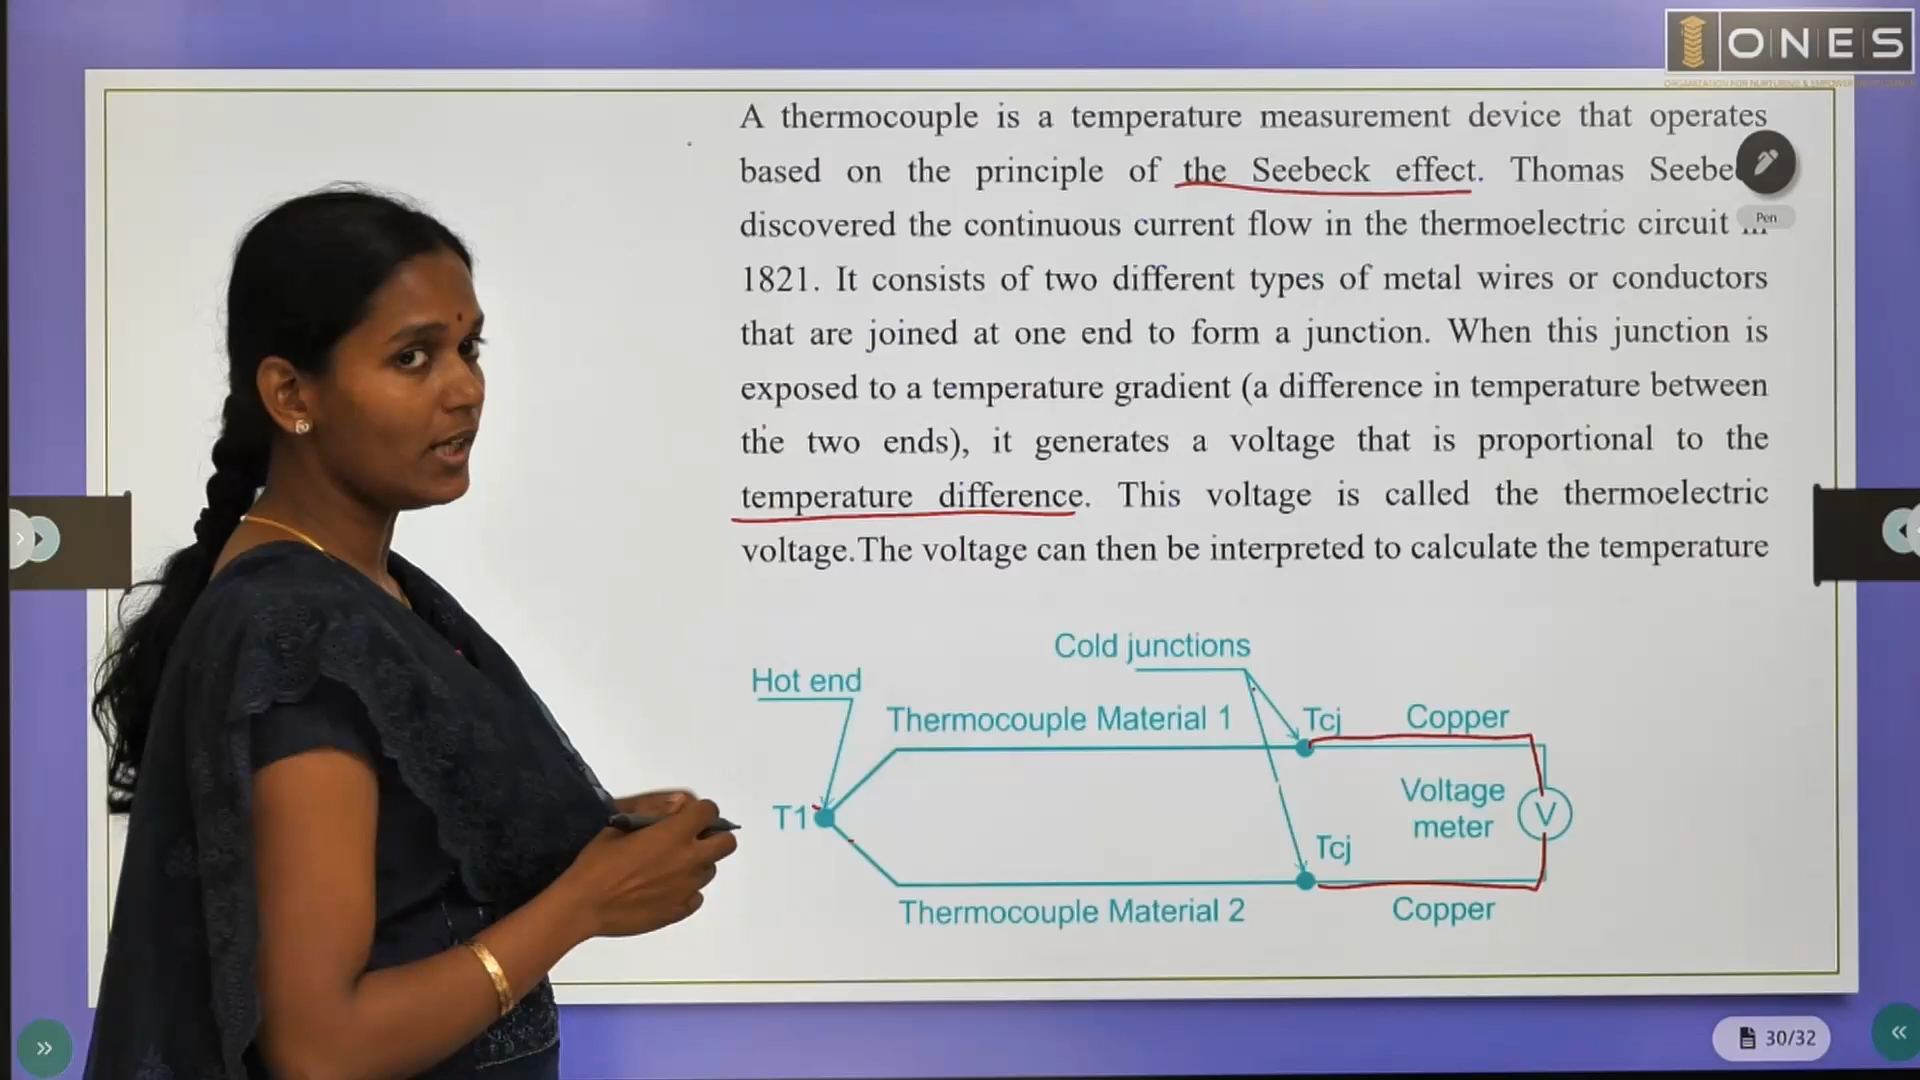 ONES
ORGANIZATION FOR NURTURING & EMPOWER
A thermocouple is a temperature measurement device that operates
based on the principle of the Seebeck effect. Thomas Seebe
discovered the continuous current flow in the thermoelectric circuit
Pen
1821. It consists of two different types of metal wires or conductors
that are joined at one end to form a junction. When this junction is
exposed to a temperature gradient (a difference in temperature between
the two ends), it generates a voltage that is proportional to the
temperature difference. This voltage is called the thermoelectric
voltage.The voltage can then be interpreted to calculate the temperature
Cold junctions
Hot end
Thermocouple Material 1
Tcj
Copper
Voltage
meter
V
T1
Tcj
Thermocouple Material 2
Copper
30/32